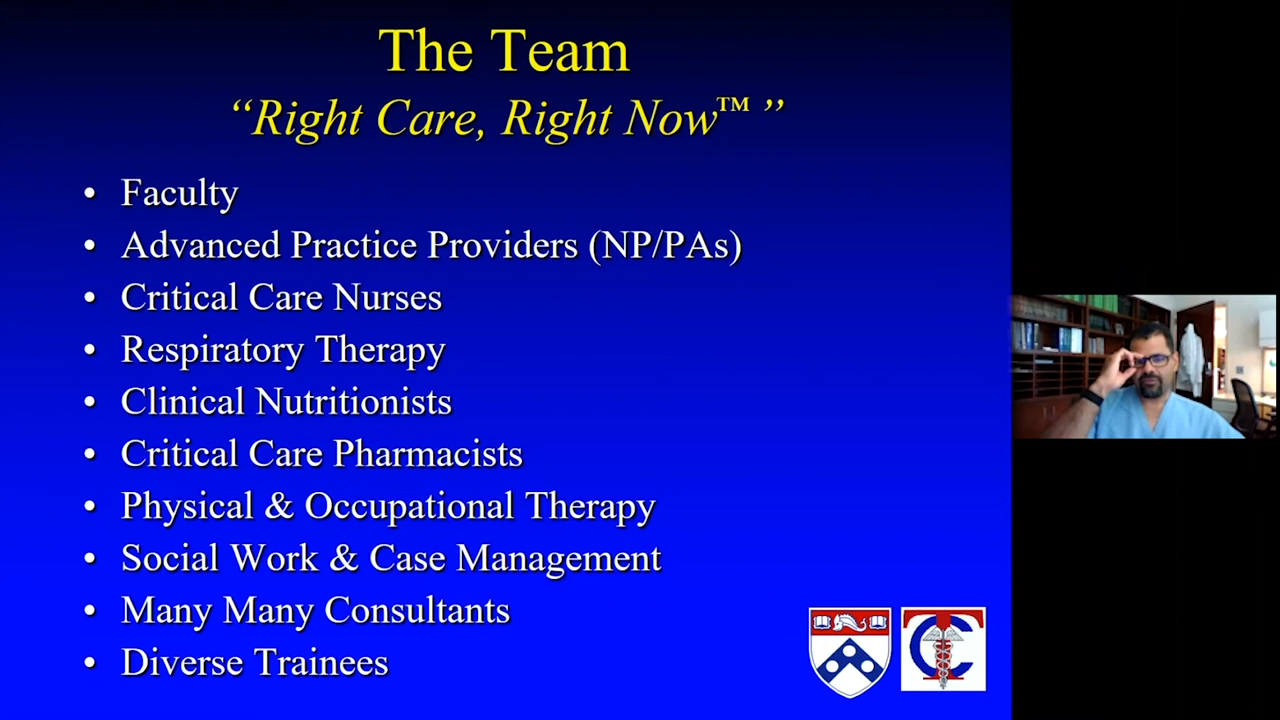 The Team
“Right Care, Right Now™ ”
• Faculty
• Advanced Practice Providers (NP/PAs)
• Critical Care Nurses
• Respiratory Therapy
• Clinical Nutritionists
• Critical Care Pharmacists
• Physical & Occupational Therapy
• Social Work & Case Management
• Many Many Consultants
• Diverse Trainees